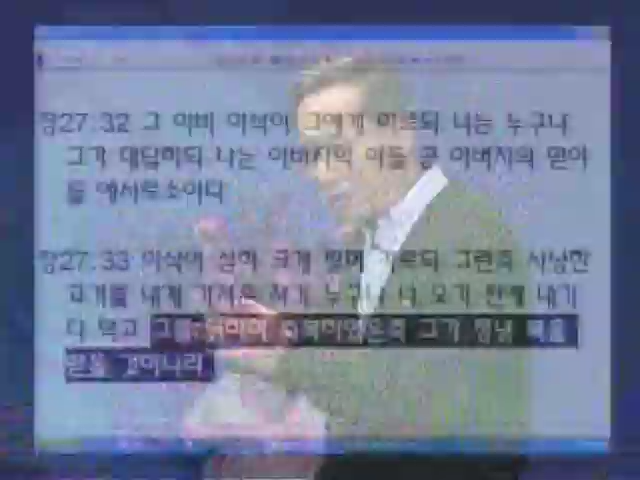 창27:32 그 아비 이삭이 그에게 이르되 너는 누구냐
그가 대답하되 나는 아버지의 아들 곧 아버지의 맏아
들 에서로소이다
창27:33 이삭이 심히 크게 떨며 가로되 그런즉 사냥한
고기를 내게 가져온 자가 누구냐 너 오기 전에 내가
다 먹고 그를 위하여 축복하였은즉 그가 정녕 복을
받을 것이니라